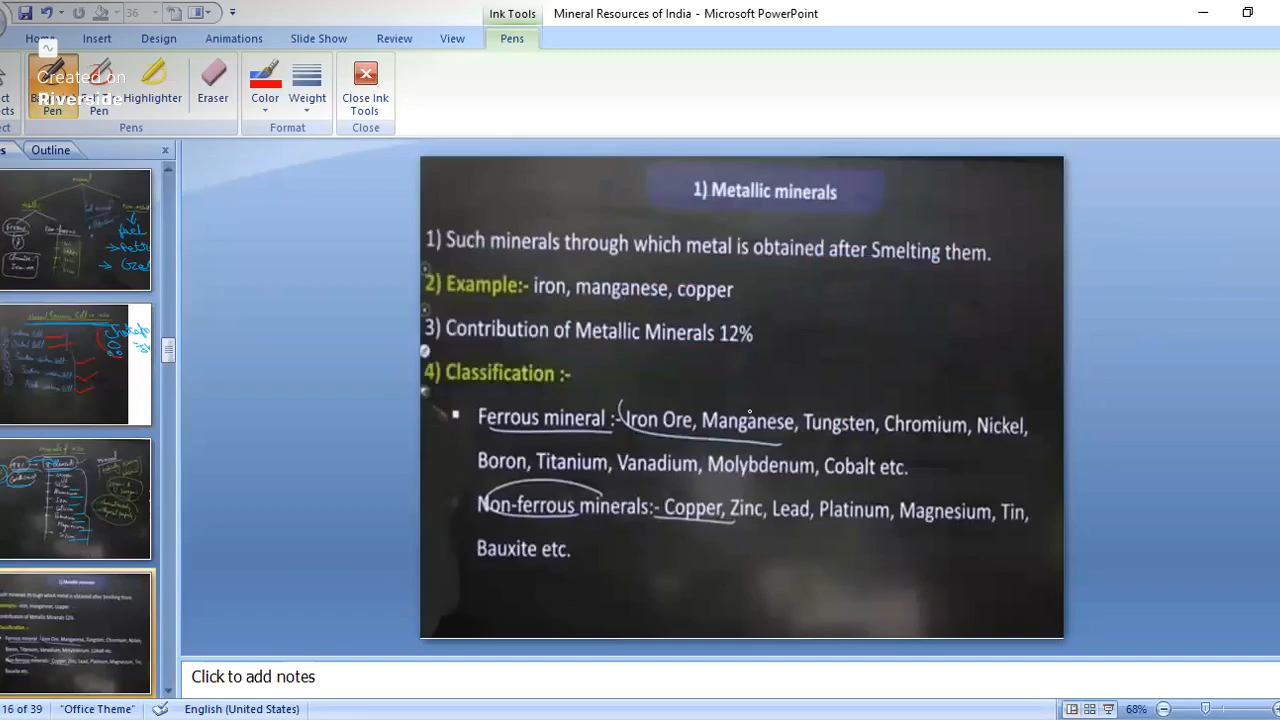 36
Ink Tools
Mineral Resources of India - Microsoft PowerPoint
Home Insert Design Animations Slide Show Review View Pens
Created on
Riverside
Pen
Pen
Highlighter
Eraser
Color
Weight
Close Ink
Tools
Pens
Format
Close
Outline
1) Metallic minerals
1) Such minerals through which metal is obtained after Smelting them.
2) Example:- iron, manganese, copper
3) Contribution of Metallic Minerals 12%
4) Classification :-
Ferrous mineral :- Iron Ore, Manganese, Tungsten, Chromium, Nickel,
Boron, Titanium, Vanadium, Molybdenum, Cobalt etc.
Non-ferrous minerals:- Copper, Zinc, Lead, Platinum, Magnesium, Tin,
Bauxite etc.
Click to add notes
16 of 39
"Office Theme"
English (United States)
68%